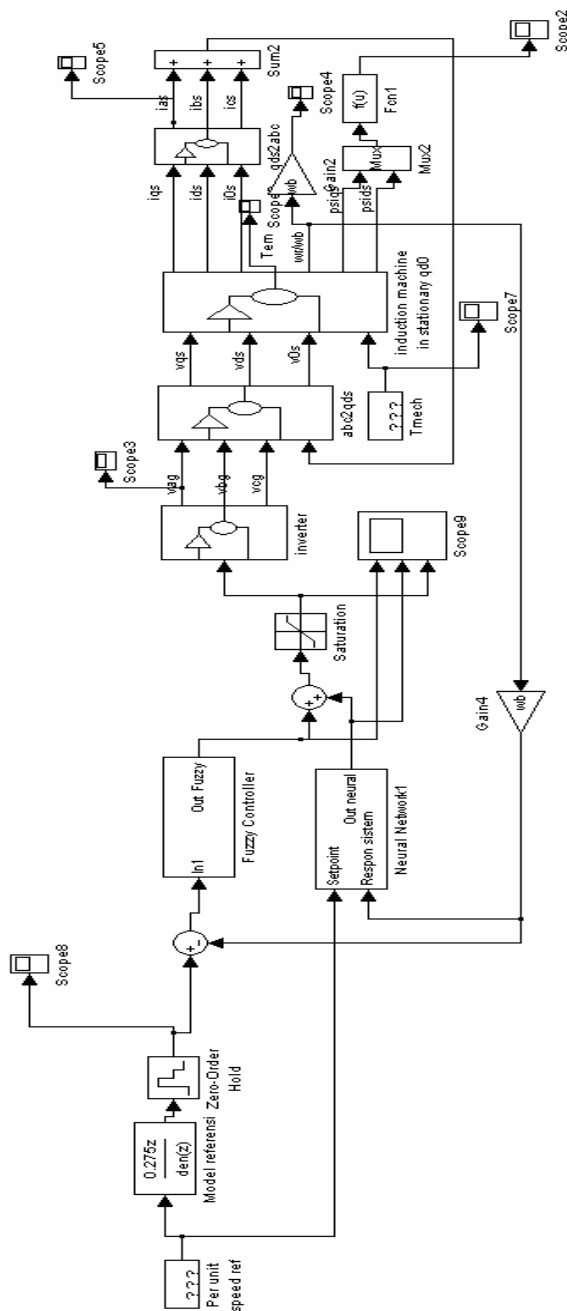 ???
Per unit
speed ref
0.275z
den(z)
Model referensi
Zero-Order
Hold
Scope8
+
-
In1
Out Fuzzy
Fuzzy Controller
Setpoint
Out neural
Respon sistem
Neural Network1
+
+
Saturation
Scope9
Gain4
wb
inverter
Scope3
vag
vbg
vcg
abc2qds
vqs
vds
v0s
???
Tmech
Scope7
induction machine
in stationary qd0
iqs
ids
i0s
Tem
Scope
wr/wb
psiqs
psids
qds2abc
wb
Gain2
Scope4
Mux
Mux2
f(u)
Fcn1
Scope2
ias
ibs
ics
Scope5
+
+
+
Sum2